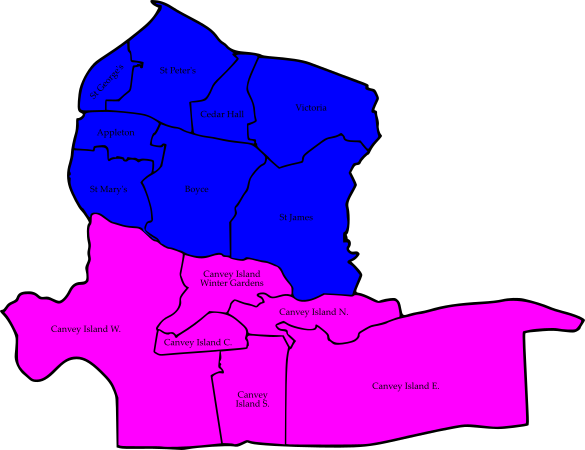 St George's
St Peter's
Cedar Hall
Victoria
Appleton
St Mary's
Boyce
St James
Canvey Island
Winter Gardens
Canvey Island W.
Canvey Island N.
Canvey Island C.
Canvey Island E.
Canvey
Island S.